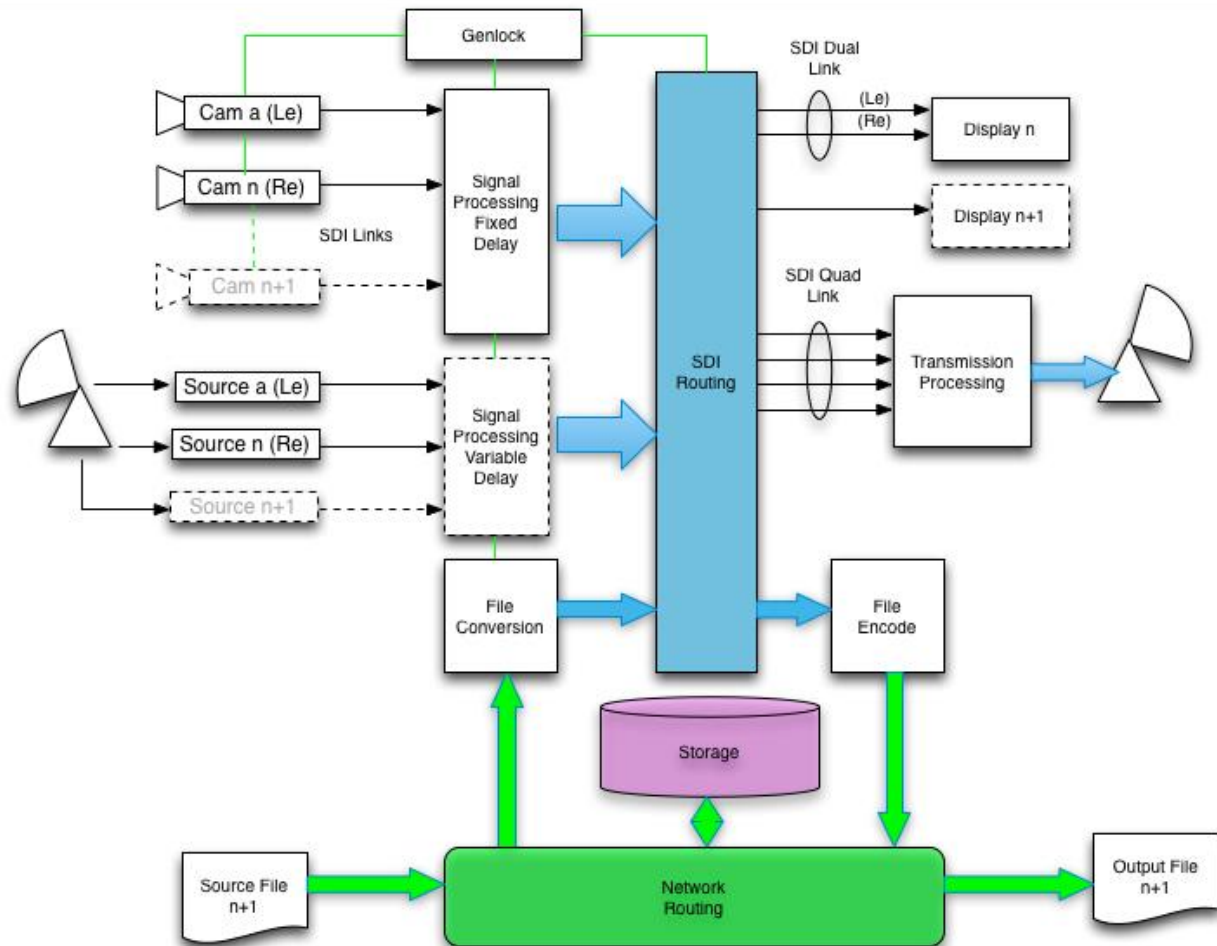 Genlock
SDI Dual
Link
Cam a (Le)
(Le)
(Re)
Display n
Cam n (Re)
Signal
Processing
Fixed
Delay
SDI Links
Display n+1
Cam n+1
SDI Quad
Link
SDI
Routing
Transmission
Processing
Source a (Le)
Signal
Processing
Variable
Delay
Source n (Re)
Source n+1
File
Conversion
File
Encode
Storage
Source File
n+1
Network
Routing
Output File
n+1